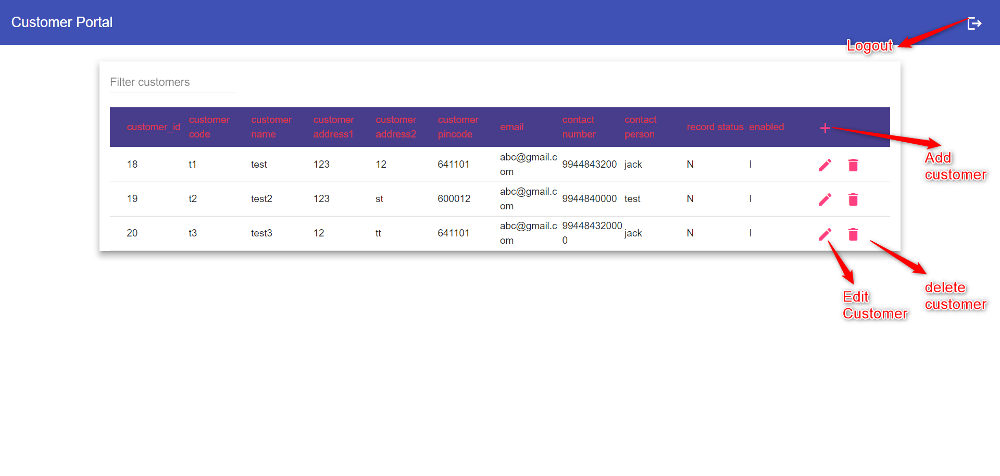 Customer Portal
Logout
Filter customers
customer_id customer code customer name customer address1 customer address2 customer pincode email contact number contact person record status enabled +
Add customer
18 t1 test 123 12 641101 abc@gmail.com 9944843200 jack N I
19 t2 test2 123 st 600012 abc@gmail.com 9944840000 test N I
20 t3 test3 12 tt 641101 abc@gmail.com 994484320000 jack N I
Edit Customer
delete customer